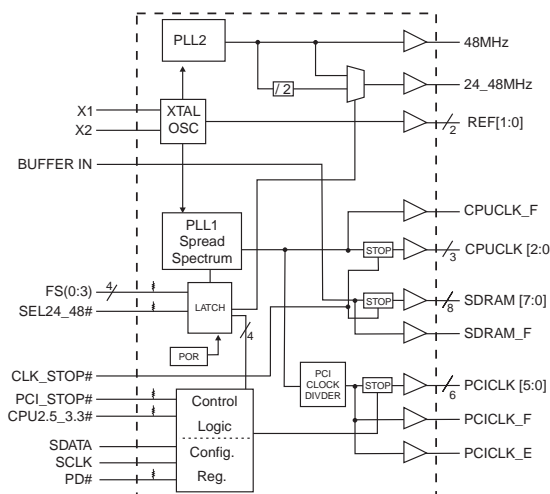 PLL2
48MHz
/ 2
24_48MHz
X1
X2
XTAL
OSC
2
REF[1:0]
BUFFER IN
PLL1
Spread
Spectrum
CPUCLK_F
STOP
3
CPUCLK [2:0
FS(0:3)
4
SEL24_48#
LATCH
STOP
8
SDRAM [7:0]
SDRAM_F
POR
4
CLK_STOP#
PCI_STOP#
CPU2.5_3.3#
SDATA
SCLK
PD#
Control
Logic
Config.
Reg.
PCI
CLOCK
DIVDER
STOP
6
PCICLK [5:0]
PCICLK_F
PCICLK_E